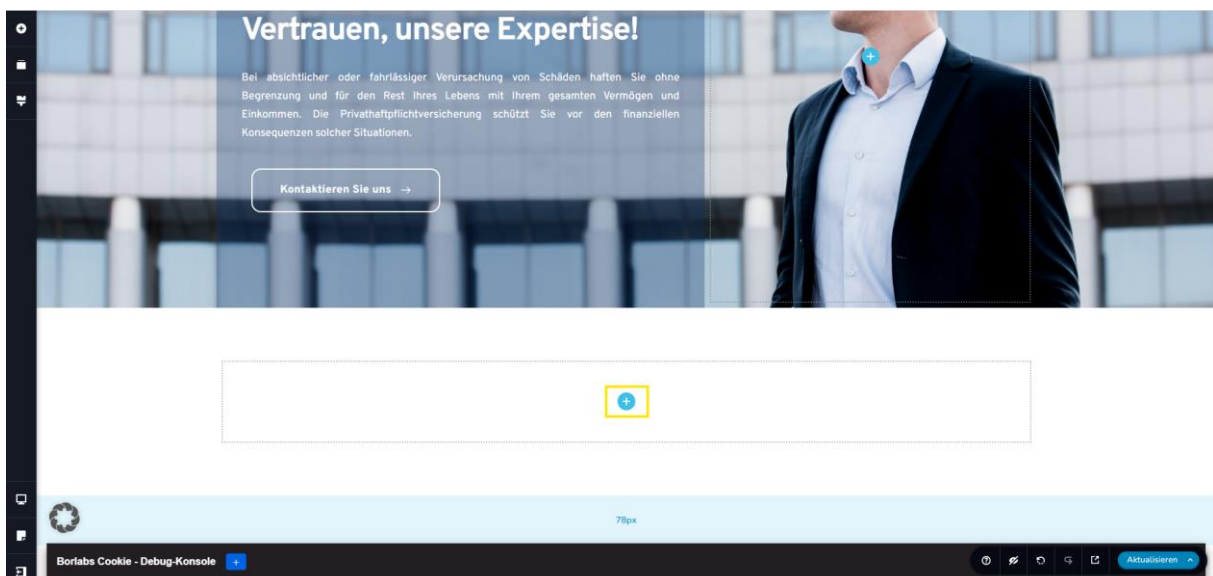 Vertrauen, unsere Expertise!
Bei absichtlicher oder fahrlässiger Verursachung von Schäden haften Sie ohne
Begrenzung und für den Rest Ihres Lebens mit Ihrem gesamten Vermögen und
Einkommen. Die Privathaftpflichtversicherung schützt Sie vor den finanziellen
Konsequenzen solcher Situationen.
Kontaktieren Sie uns →
78px
Borlabs Cookie - Debug-Konsole +
Aktualisieren